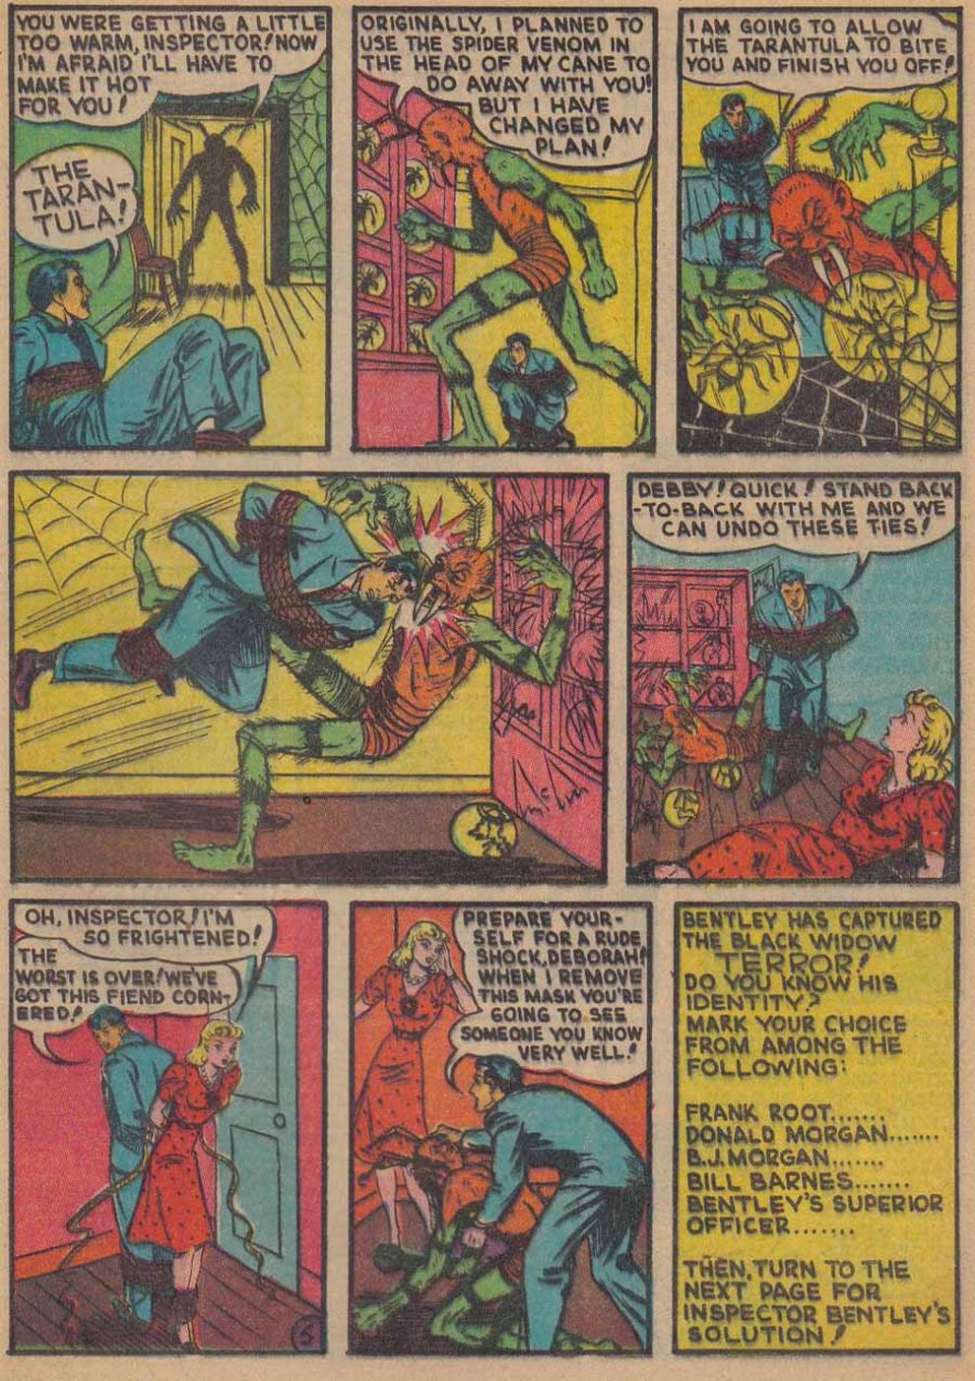 YOU WERE GETTING A LITTLE
TOO WARM, INSPECTOR! NOW
I'M AFRAID I'LL HAVE TO
MAKE IT HOT
FOR YOU!
THE
TARAN-
TULA!
ORIGINALLY, I PLANNED TO
USE THE SPIDER VENOM IN
THE HEAD OF MY CANE TO
DO AWAY WITH YOU!
BUT I HAVE
CHANGED MY
PLAN!
I AM GOING TO ALLOW
THE TARANTULA TO BITE
YOU AND FINISH YOU OFF!
DEBBY! QUICK! STAND BACK
-TO-BACK WITH ME AND WE
CAN UNDO THESE TIES!
OH, INSPECTOR! I'M
SO FRIGHTENED!
THE
WORST IS OVER! WE'VE
GOT THIS FIEND CORN-
ERED!
5
PREPARE YOUR-
SELF FOR A RUDE
SHOCK, DEBORAH!
WHEN I REMOVE
THIS MASK YOU'RE
GOING TO SEE
SOMEONE YOU KNOW
VERY WELL!
BENTLEY HAS CAPTURED
THE BLACK WIDOW
TERROR!
DO YOU KNOW HIS
IDENTITY?
MARK YOUR CHOICE
FROM AMONG THE
FOLLOWING:
FRANK ROOT.......
DONALD MORGAN.......
B.J. MORGAN.......
BILL BARNES.......
BENTLEY'S SUPERIOR
OFFICER.......
THEN, TURN TO THE
NEXT PAGE FOR
INSPECTOR BENTLEY'S
SOLUTION!